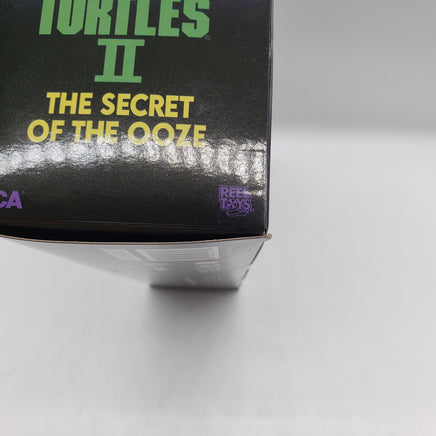 TURTLES
II
THE SECRET
OF THE OOZE
CA
REEL
TOYS